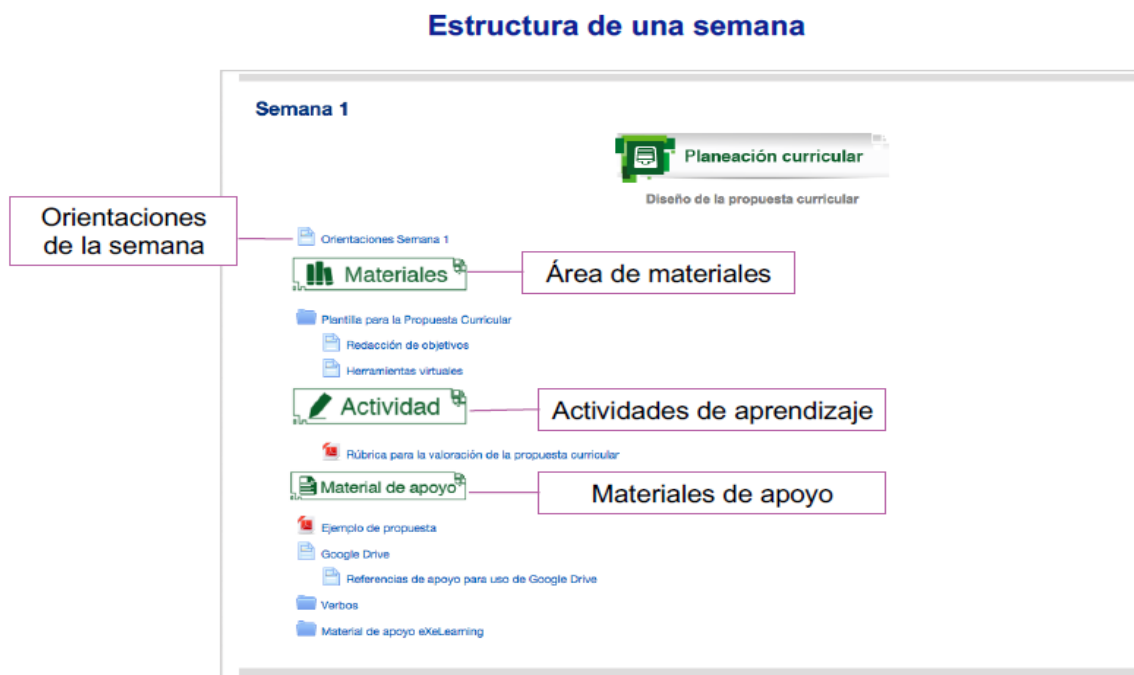 Estructura de una semana
Semana 1
Planeación curricular
Diseño de la propuesta curricular
Orientaciones
de la semana
Orientaciones Semana 1
Materiales
Área de materiales
Plantilla para la Propuesta Curricular
Redacción de objetivos
Herramientas virtuales
Actividad
Actividades de aprendizaje
Rúbrica para la valoración de la propuesta curricular
Material de apoyo
Materiales de apoyo
Ejemplo de propuesta
Google Drive
Referencias de apoyo para uso de Google Drive
Verbos
Material de apoyo eXeLearning